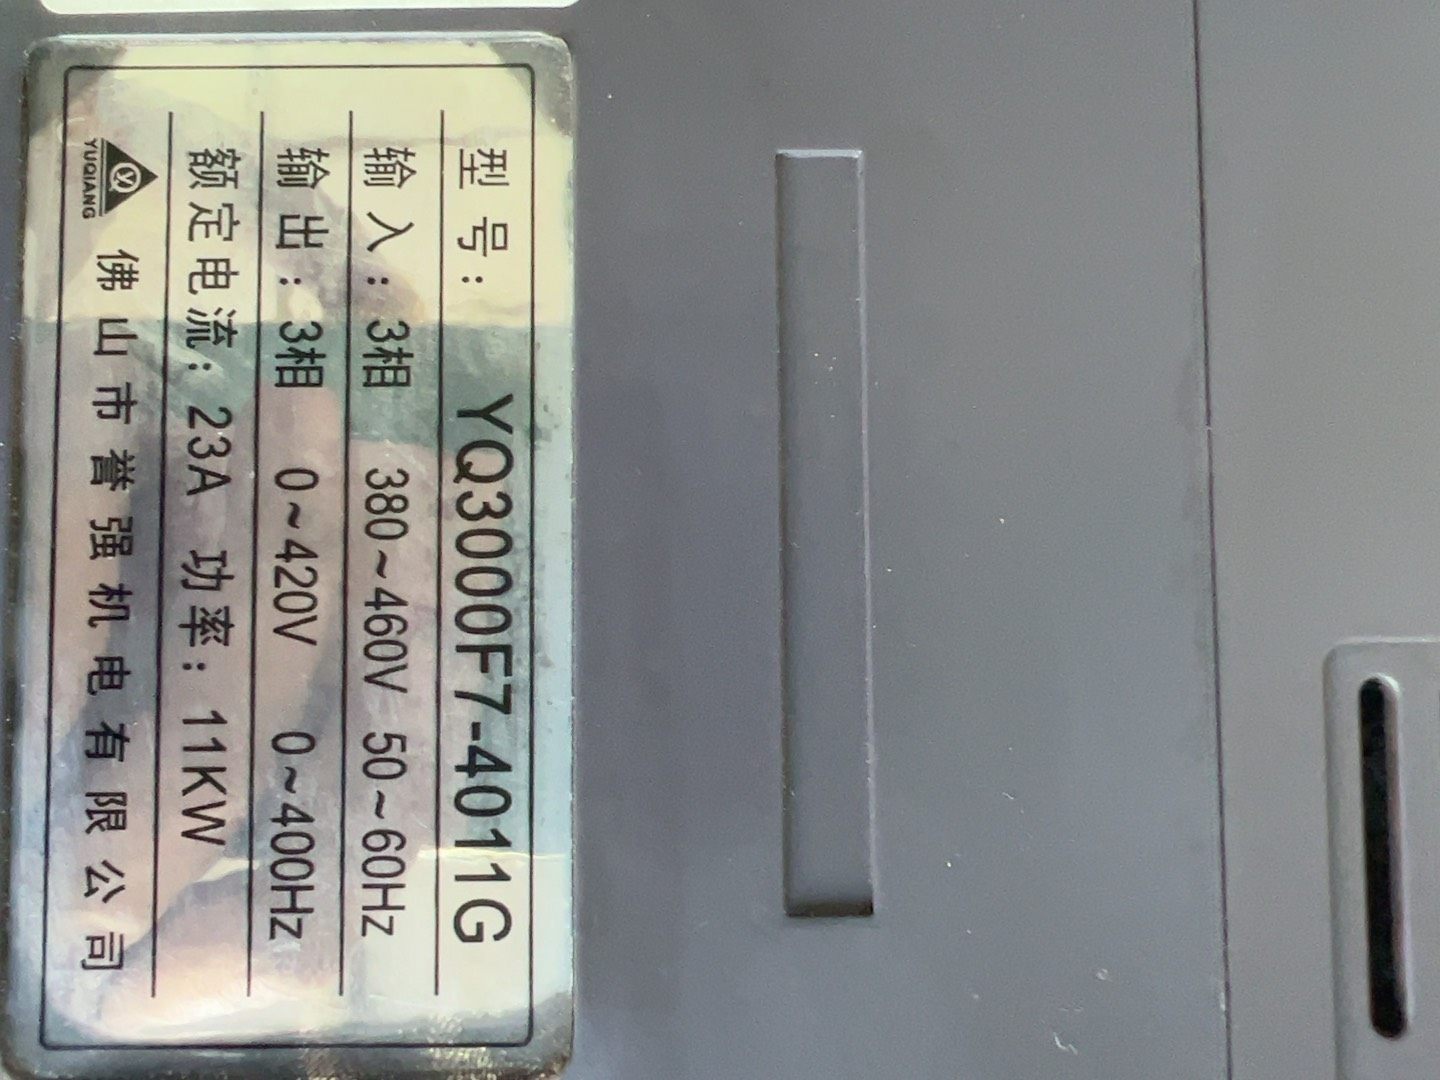 型号: YQ3000F7-4011G
输入: 3相 380~460V 50~60Hz
输出: 3相 0~420V 0~400Hz
额定电流: 23A 功率: 11KW
YUQIANG 佛山市誉强机电有限公司